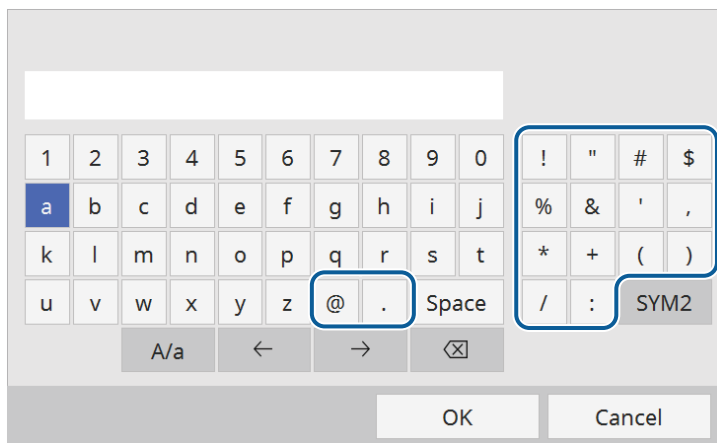 1 2 3 4 5 6 7 8 9 0 ! " # $
a b c d e f g h i j % & ' ,
k l m n o p q r s t * + ( )
u v w x y z @ . Space / : SYM2
A/a ← →
OK Cancel